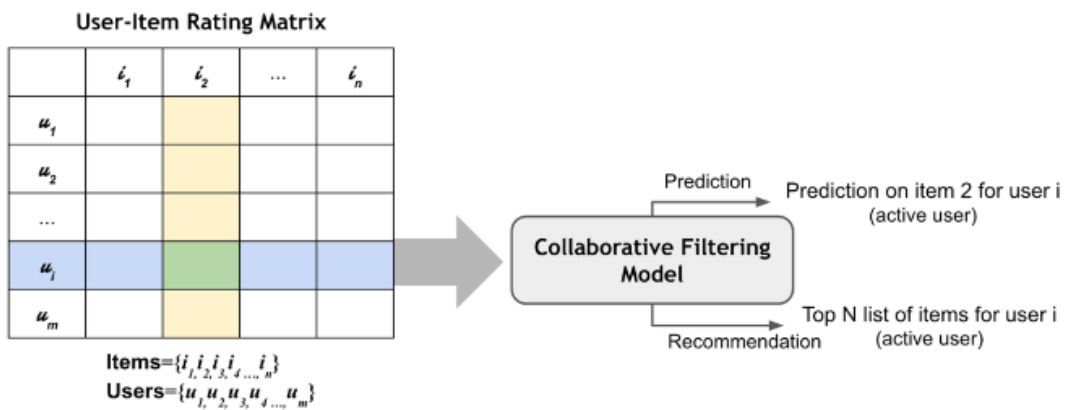 User-Item Rating Matrix
i₁ i₂ ... iₙ
u₁
u₂
...
uᵢ
uₘ
Items={i₁, i₂, i₃, i₄ ..., iₙ}
Users={u₁, u₂, u₃, u₄ ..., uₘ}
Collaborative Filtering
Model
Prediction
Prediction on item 2 for user i
(active user)
Recommendation
Top N list of items for user i
(active user)